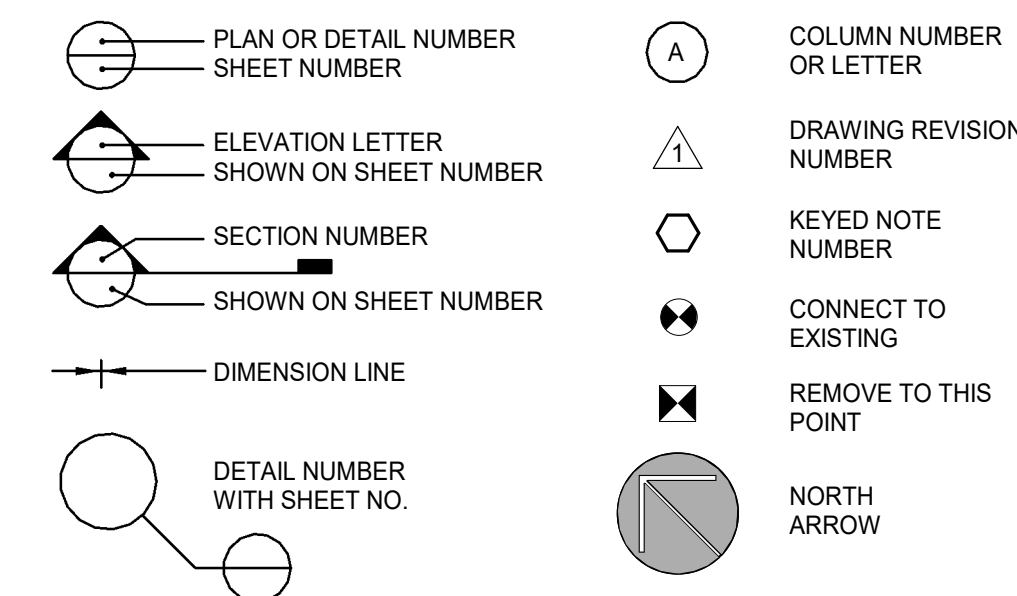 PLAN OR DETAIL NUMBER
SHEET NUMBER
ELEVATION LETTER
SHOWN ON SHEET NUMBER
SECTION NUMBER
SHOWN ON SHEET NUMBER
DIMENSION LINE
DETAIL NUMBER
WITH SHEET NO.
A
COLUMN NUMBER
OR LETTER
1
DRAWING REVISION
NUMBER
KEYED NOTE
NUMBER
CONNECT TO
EXISTING
REMOVE TO THIS
POINT
NORTH
ARROW